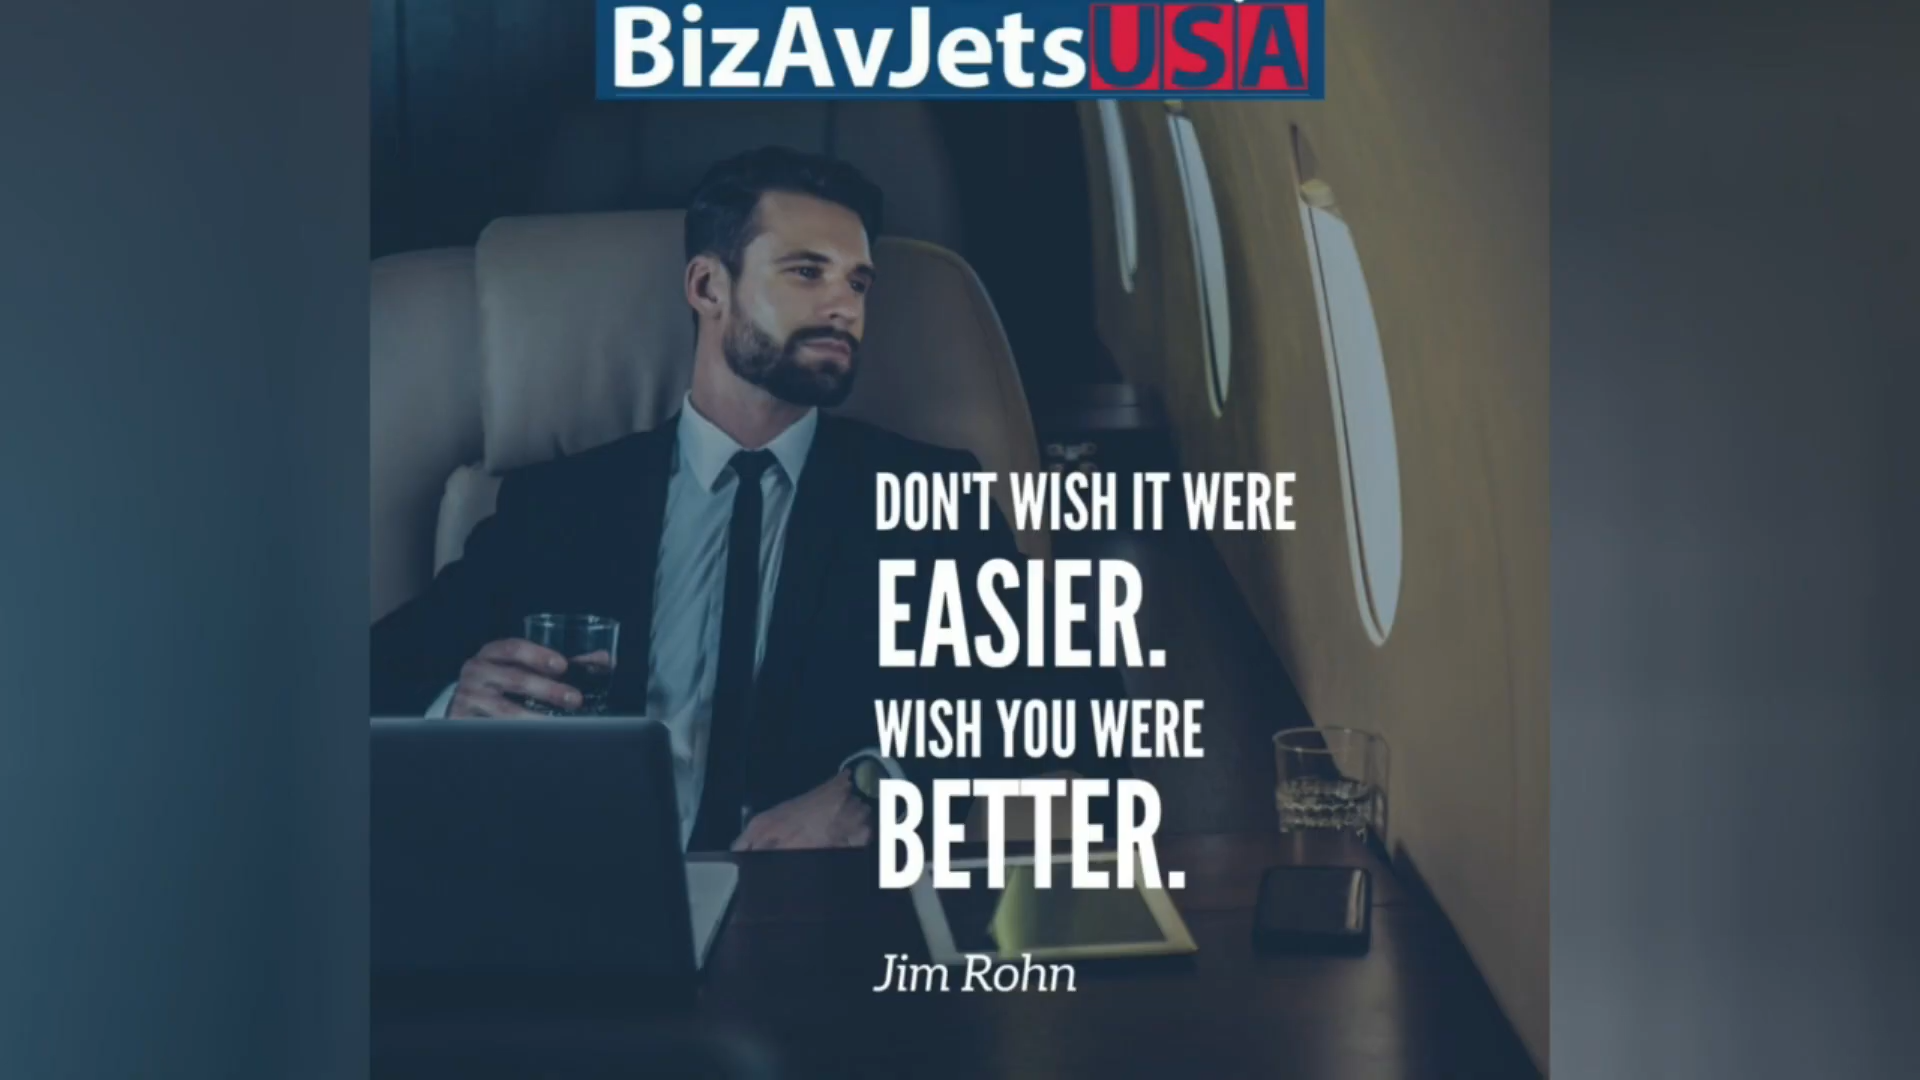 BizAvJetsUSA
DON'T WISH IT WERE
EASIER.
WISH YOU WERE
BETTER.
Jim Rohn